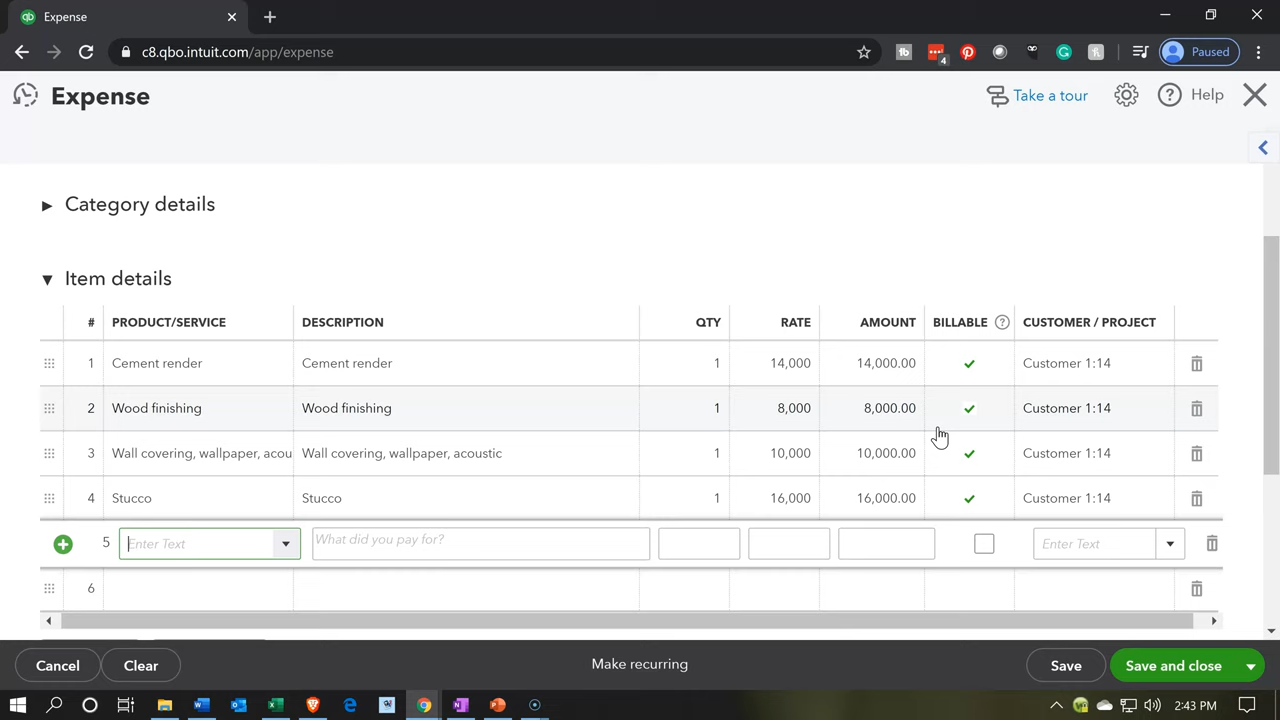 qb Expense
c8.qbo.intuit.com/app/expense
tb
4
Paused
Expense
Take a tour
Help
Category details
Item details
# PRODUCT/SERVICE DESCRIPTION QTY RATE AMOUNT BILLABLE CUSTOMER / PROJECT
1 Cement render Cement render 1 14,000 14,000.00 Customer 1:14
2 Wood finishing Wood finishing 1 8,000 8,000.00 Customer 1:14
3 Wall covering, wallpaper, acou Wall covering, wallpaper, acoustic 1 10,000 10,000.00 Customer 1:14
4 Stucco Stucco 1 16,000 16,000.00 Customer 1:14
5 Enter Text What did you pay for? Enter Text
6
Cancel Clear Make recurring Save Save and close
2:43 PM